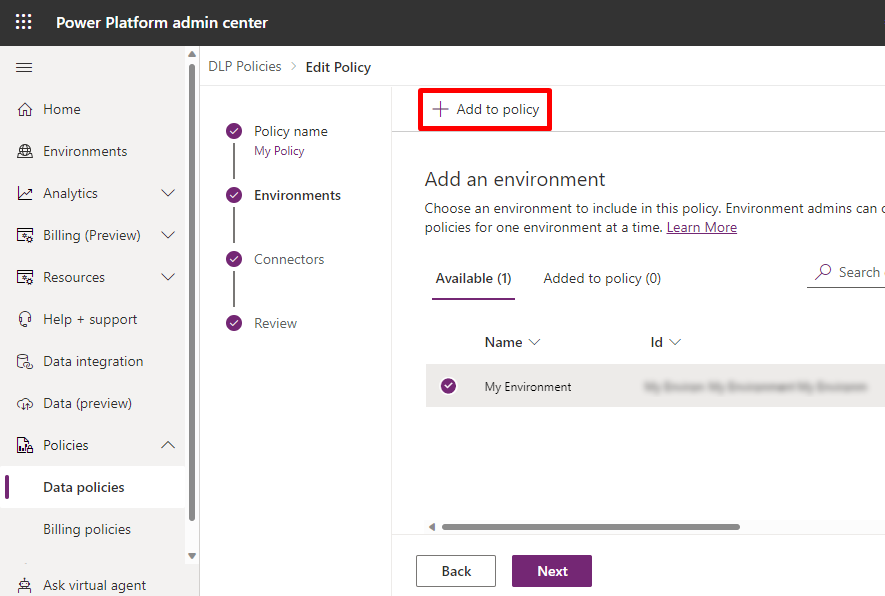 Power Platform admin center
DLP Policies > Edit Policy
Home
Environments
Analytics
Billing (Preview)
Resources
Help + support
Data integration
Data (preview)
Policies
Data policies
Billing policies
Ask virtual agent
Policy name
My Policy
Environments
Connectors
Review
+ Add to policy
Add an environment
Choose an environment to include in this policy. Environment admins can
policies for one environment at a time. Learn More
Available (1) Added to policy (0) Search
Name Id
My Environment
Back Next